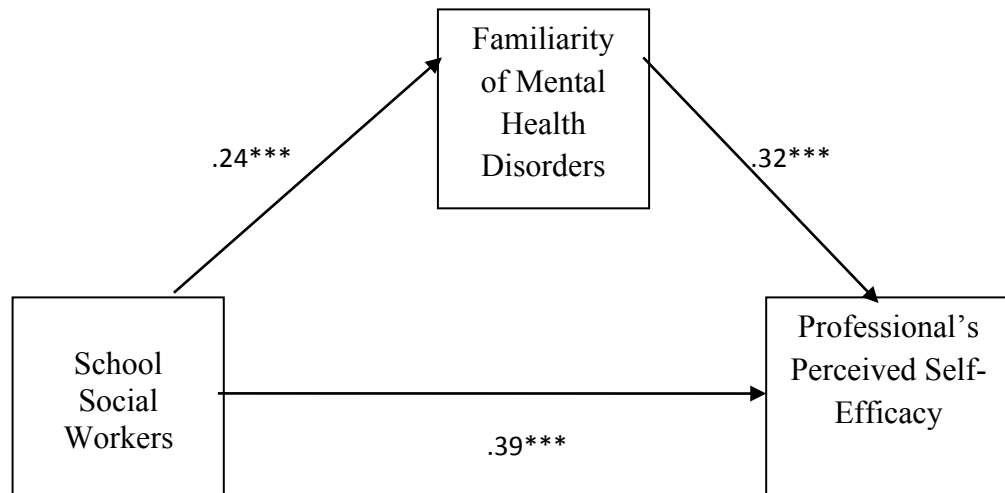 Familiarity
of Mental
Health
Disorders
.24***
.32***
School
Social
Workers
Professional’s
Perceived Self-
Efficacy
.39***